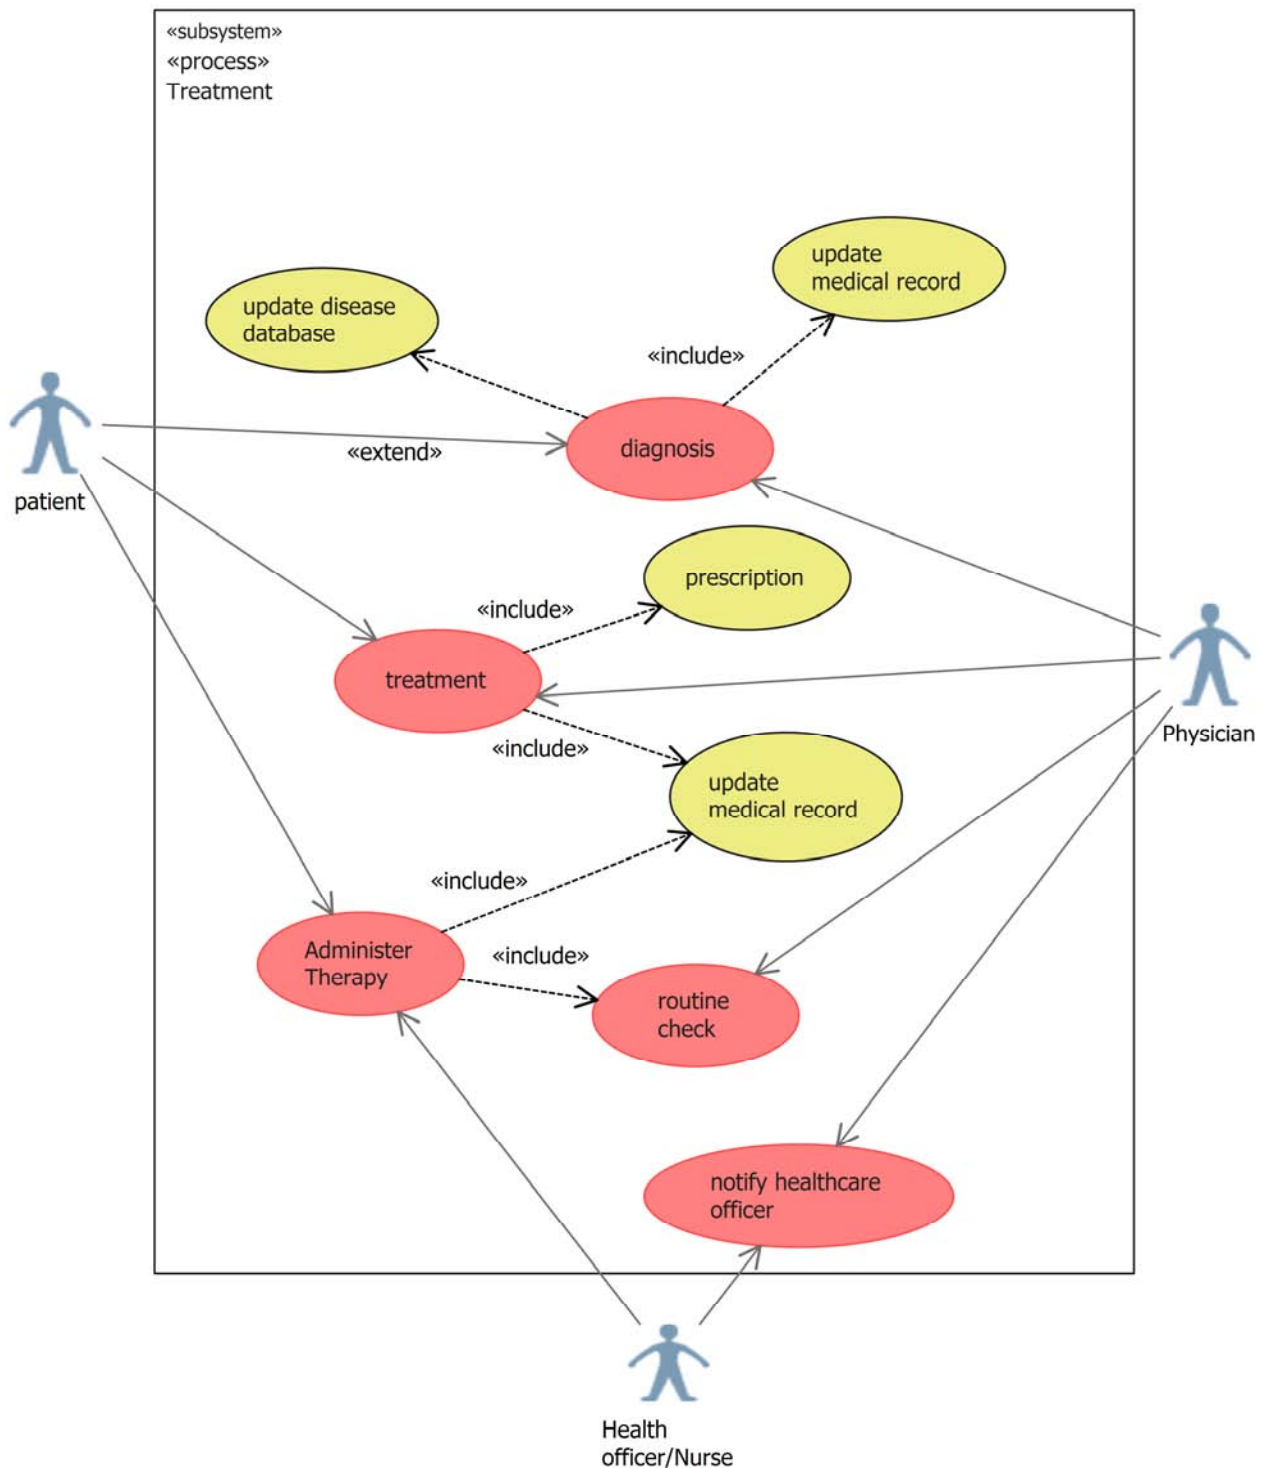 «subsystem»
«process»
Treatment
update
medical record
update disease
database
«include»
diagnosis
«extend»
patient
prescription
«include»
treatment
«include»
Physician
update
medical record
«include»
Administer
Therapy
«include»
routine
check
notify healthcare
officer
Health
officer/Nurse